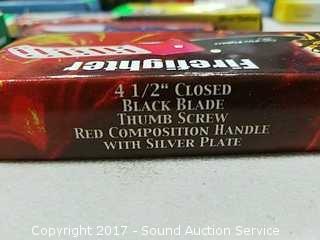 Firefighter
4 1/2" Closed
Black Blade
Thumb Screw
Red Composition Handle
with Silver Plate
Copyright 2017 - Sound Auction Service